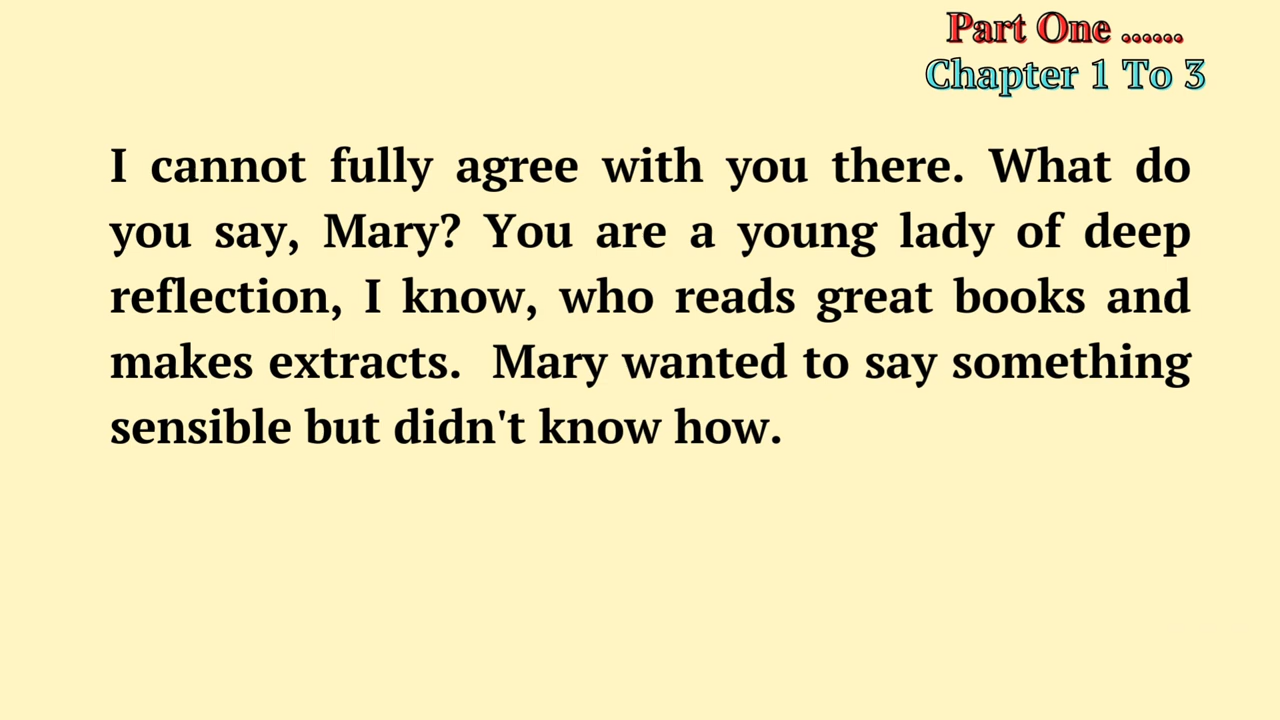 Part One ......
Chapter 1 To 3
I cannot fully agree with you there. What do
you say, Mary? You are a young lady of deep
reflection, I know, who reads great books and
makes extracts.  Mary wanted to say something
sensible but didn't know how.